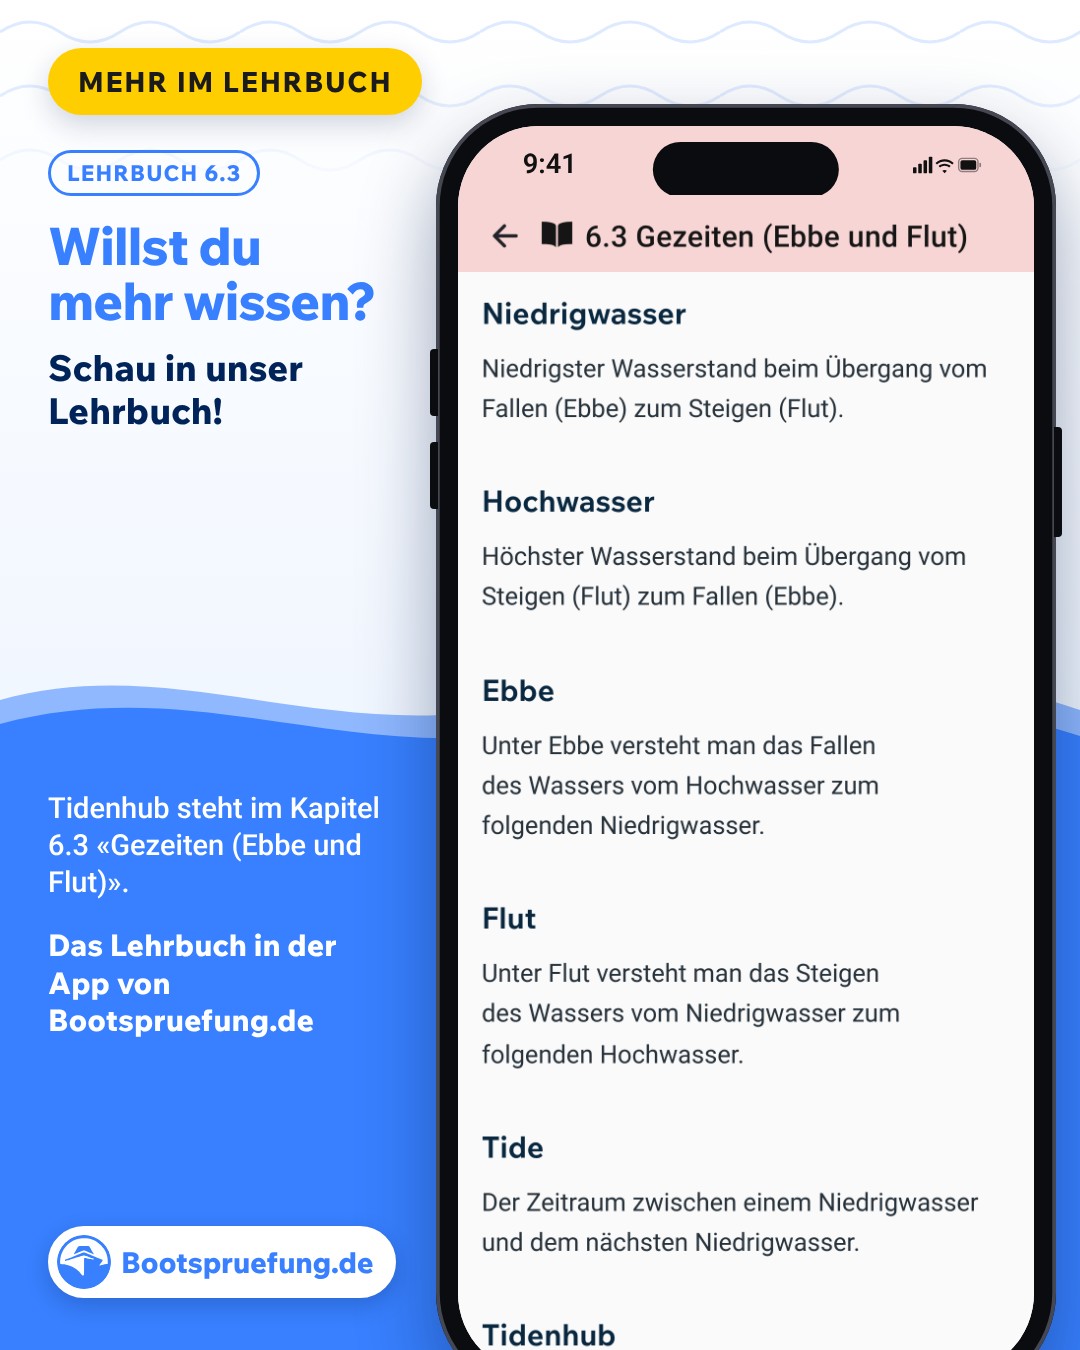 MEHR IM LEHRBUCH
LEHRBUCH 6.3
Willst du
mehr wissen?
Schau in unser
Lehrbuch!
Tidenhub steht im Kapitel
6.3 «Gezeiten (Ebbe und
Flut)».
Das Lehrbuch in der
App von
Bootspruefung.de
Bootspruefung.de
9:41
6.3 Gezeiten (Ebbe und Flut)
Niedrigwasser
Niedrigster Wasserstand beim Übergang vom
Fallen (Ebbe) zum Steigen (Flut).
Hochwasser
Höchster Wasserstand beim Übergang vom
Steigen (Flut) zum Fallen (Ebbe).
Ebbe
Unter Ebbe versteht man das Fallen
des Wassers vom Hochwasser zum
folgenden Niedrigwasser.
Flut
Unter Flut versteht man das Steigen
des Wassers vom Niedrigwasser zum
folgenden Hochwasser.
Tide
Der Zeitraum zwischen einem Niedrigwasser
und dem nächsten Niedrigwasser.
Tidenhub